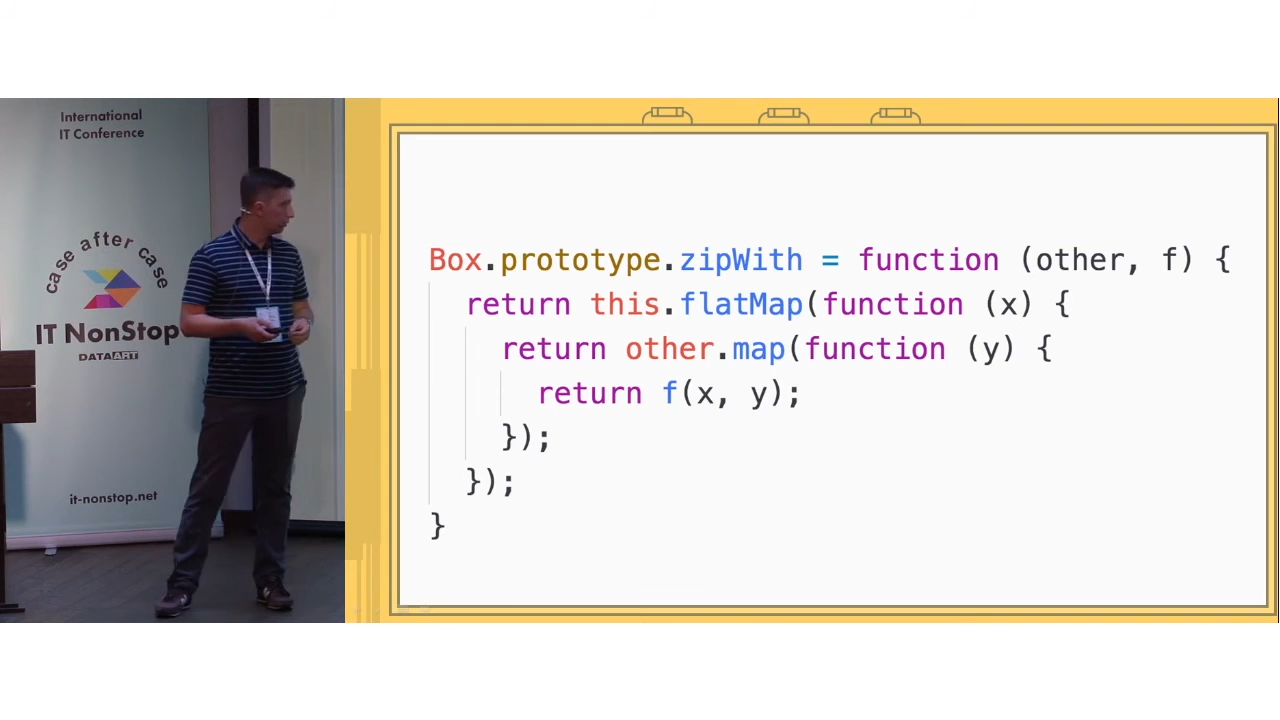 International
IT Conference
case after case
IT NonStop
DATAART
it-nonstop.net
Box.prototype.zipWith = function (other, f) {
  return this.flatMap(function (x) {
    return other.map(function (y) {
      return f(x, y);
    });
  });
}